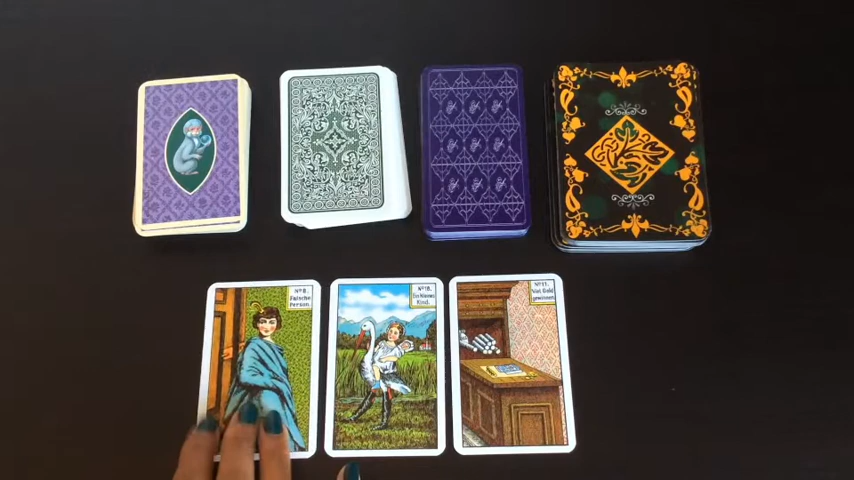 Nº8.
Falsche
Person.
Nº18.
Ein kleines
Kind.
Nº11.
Viel Geld
gewinnen